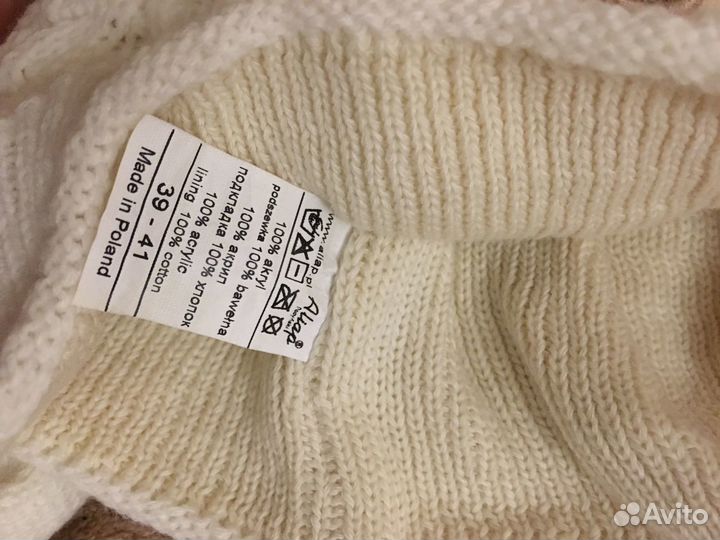 Aliap®
www.aliap.pl
100% akryl
podszewka 100% bawełna
100% акрил
подкладка 100% хлопок
100% acrylic
lining 100% cotton
39 - 41
Made in Poland
Avito